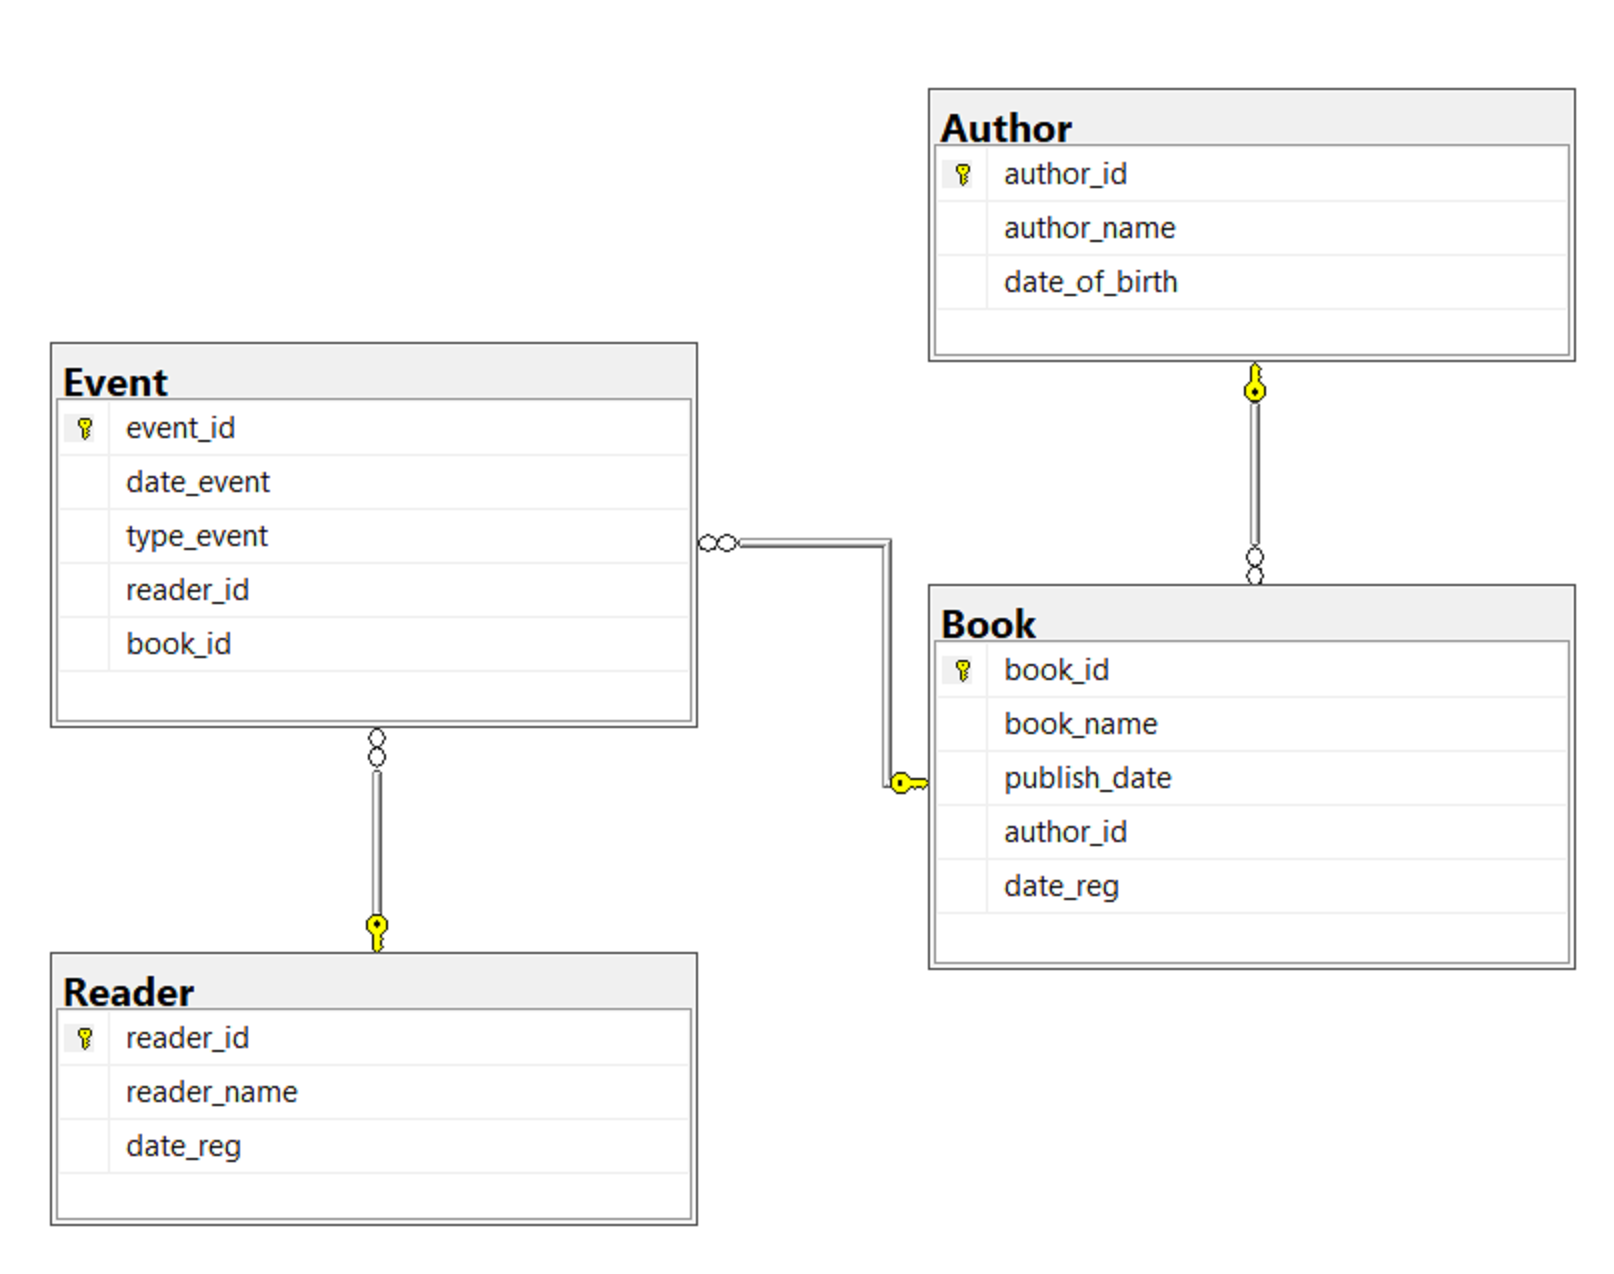 Author
author_id
author_name
date_of_birth
Event
event_id
date_event
type_event
reader_id
book_id
Book
book_id
book_name
publish_date
author_id
date_reg
Reader
reader_id
reader_name
date_reg